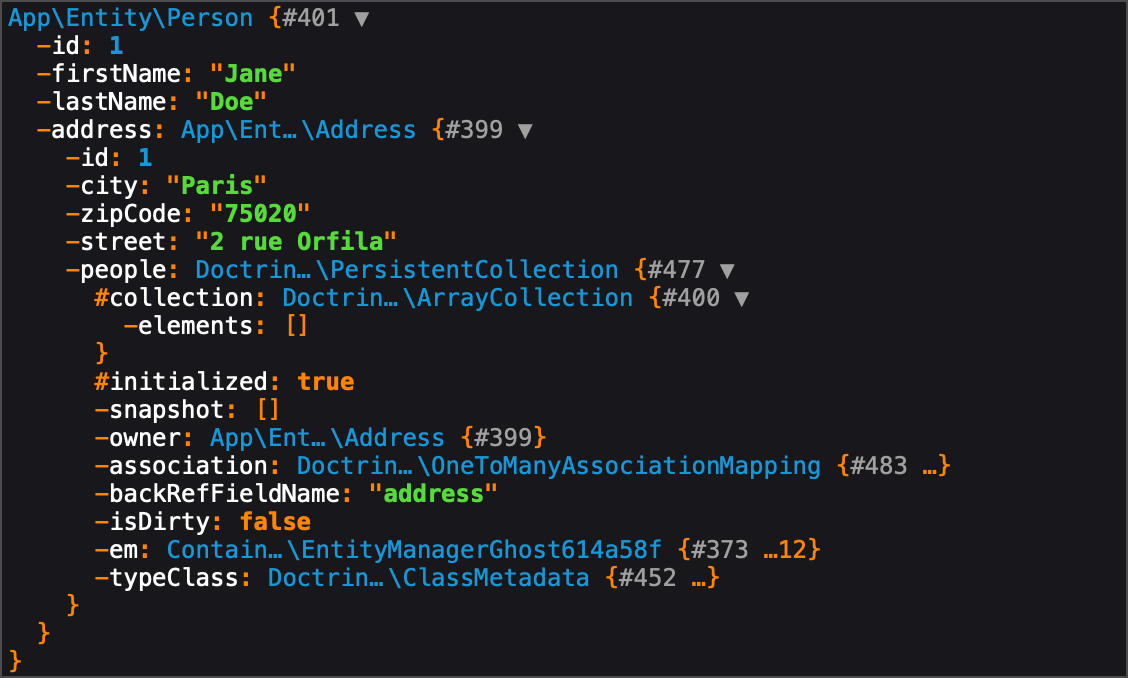 App\Entity\Person {#401 ▼
  -id: 1
  -firstName: "Jane"
  -lastName: "Doe"
  -address: App\Ent…\Address {#399 ▼
    -id: 1
    -city: "Paris"
    -zipCode: "75020"
    -street: "2 rue Orfila"
    -people: Doctrin…\PersistentCollection {#477 ▼
      #collection: Doctrin…\ArrayCollection {#400 ▼
        -elements: []
      }
      #initialized: true
      -snapshot: []
      -owner: App\Ent…\Address {#399}
      -association: Doctrin…\OneToManyAssociationMapping {#483 …}
      -backRefFieldName: "address"
      -isDirty: false
      -em: Contain…\EntityManagerGhost614a58f {#373 …12}
      -typeClass: Doctrin…\ClassMetadata {#452 …}
    }
  }
}